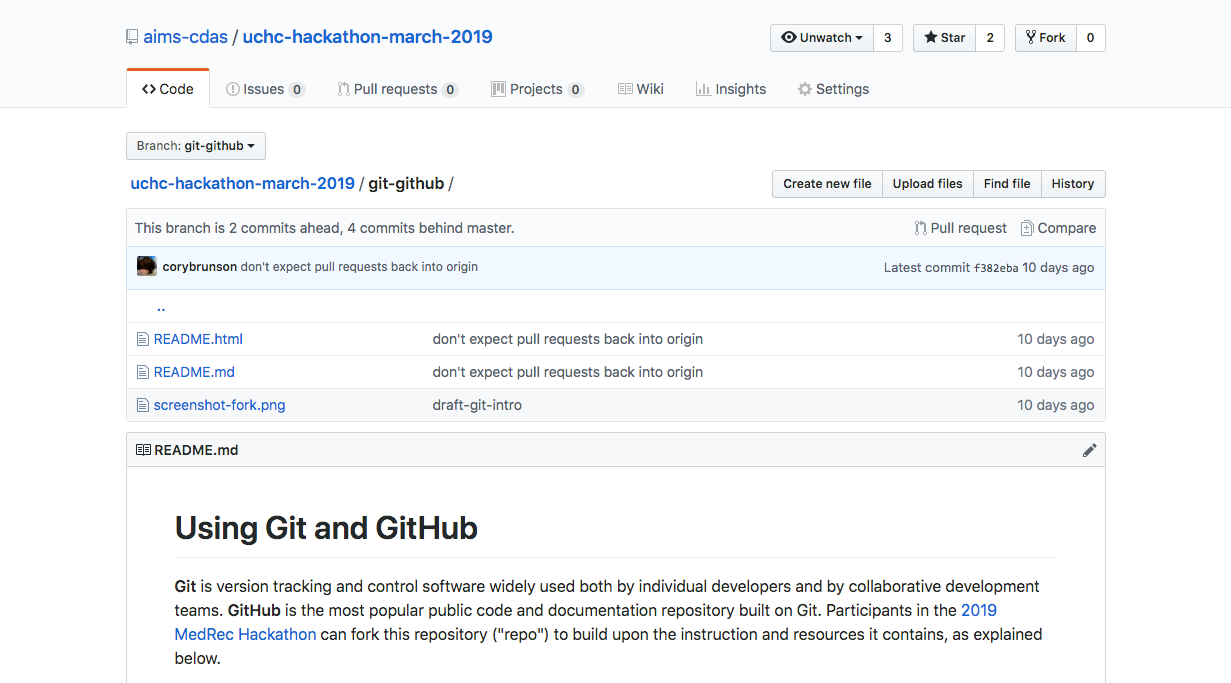 aims-cdas / uchc-hackathon-march-2019
Unwatch 3 Star 2 Fork 0
Code Issues 0 Pull requests 0 Projects 0 Wiki Insights Settings
Branch: git-github
uchc-hackathon-march-2019 / git-github /
Create new file Upload files Find file History
This branch is 2 commits ahead, 4 commits behind master.
Pull request Compare
corybrunson don't expect pull requests back into origin
Latest commit f382eba 10 days ago
..
README.html don't expect pull requests back into origin 10 days ago
README.md don't expect pull requests back into origin 10 days ago
screenshot-fork.png draft-git-intro 10 days ago
README.md
Using Git and GitHub
Git is version tracking and control software widely used both by individual developers and by collaborative development
teams. GitHub is the most popular public code and documentation repository built on Git. Participants in the 2019
MedRec Hackathon can fork this repository ("repo") to build upon the instruction and resources it contains, as explained
below.